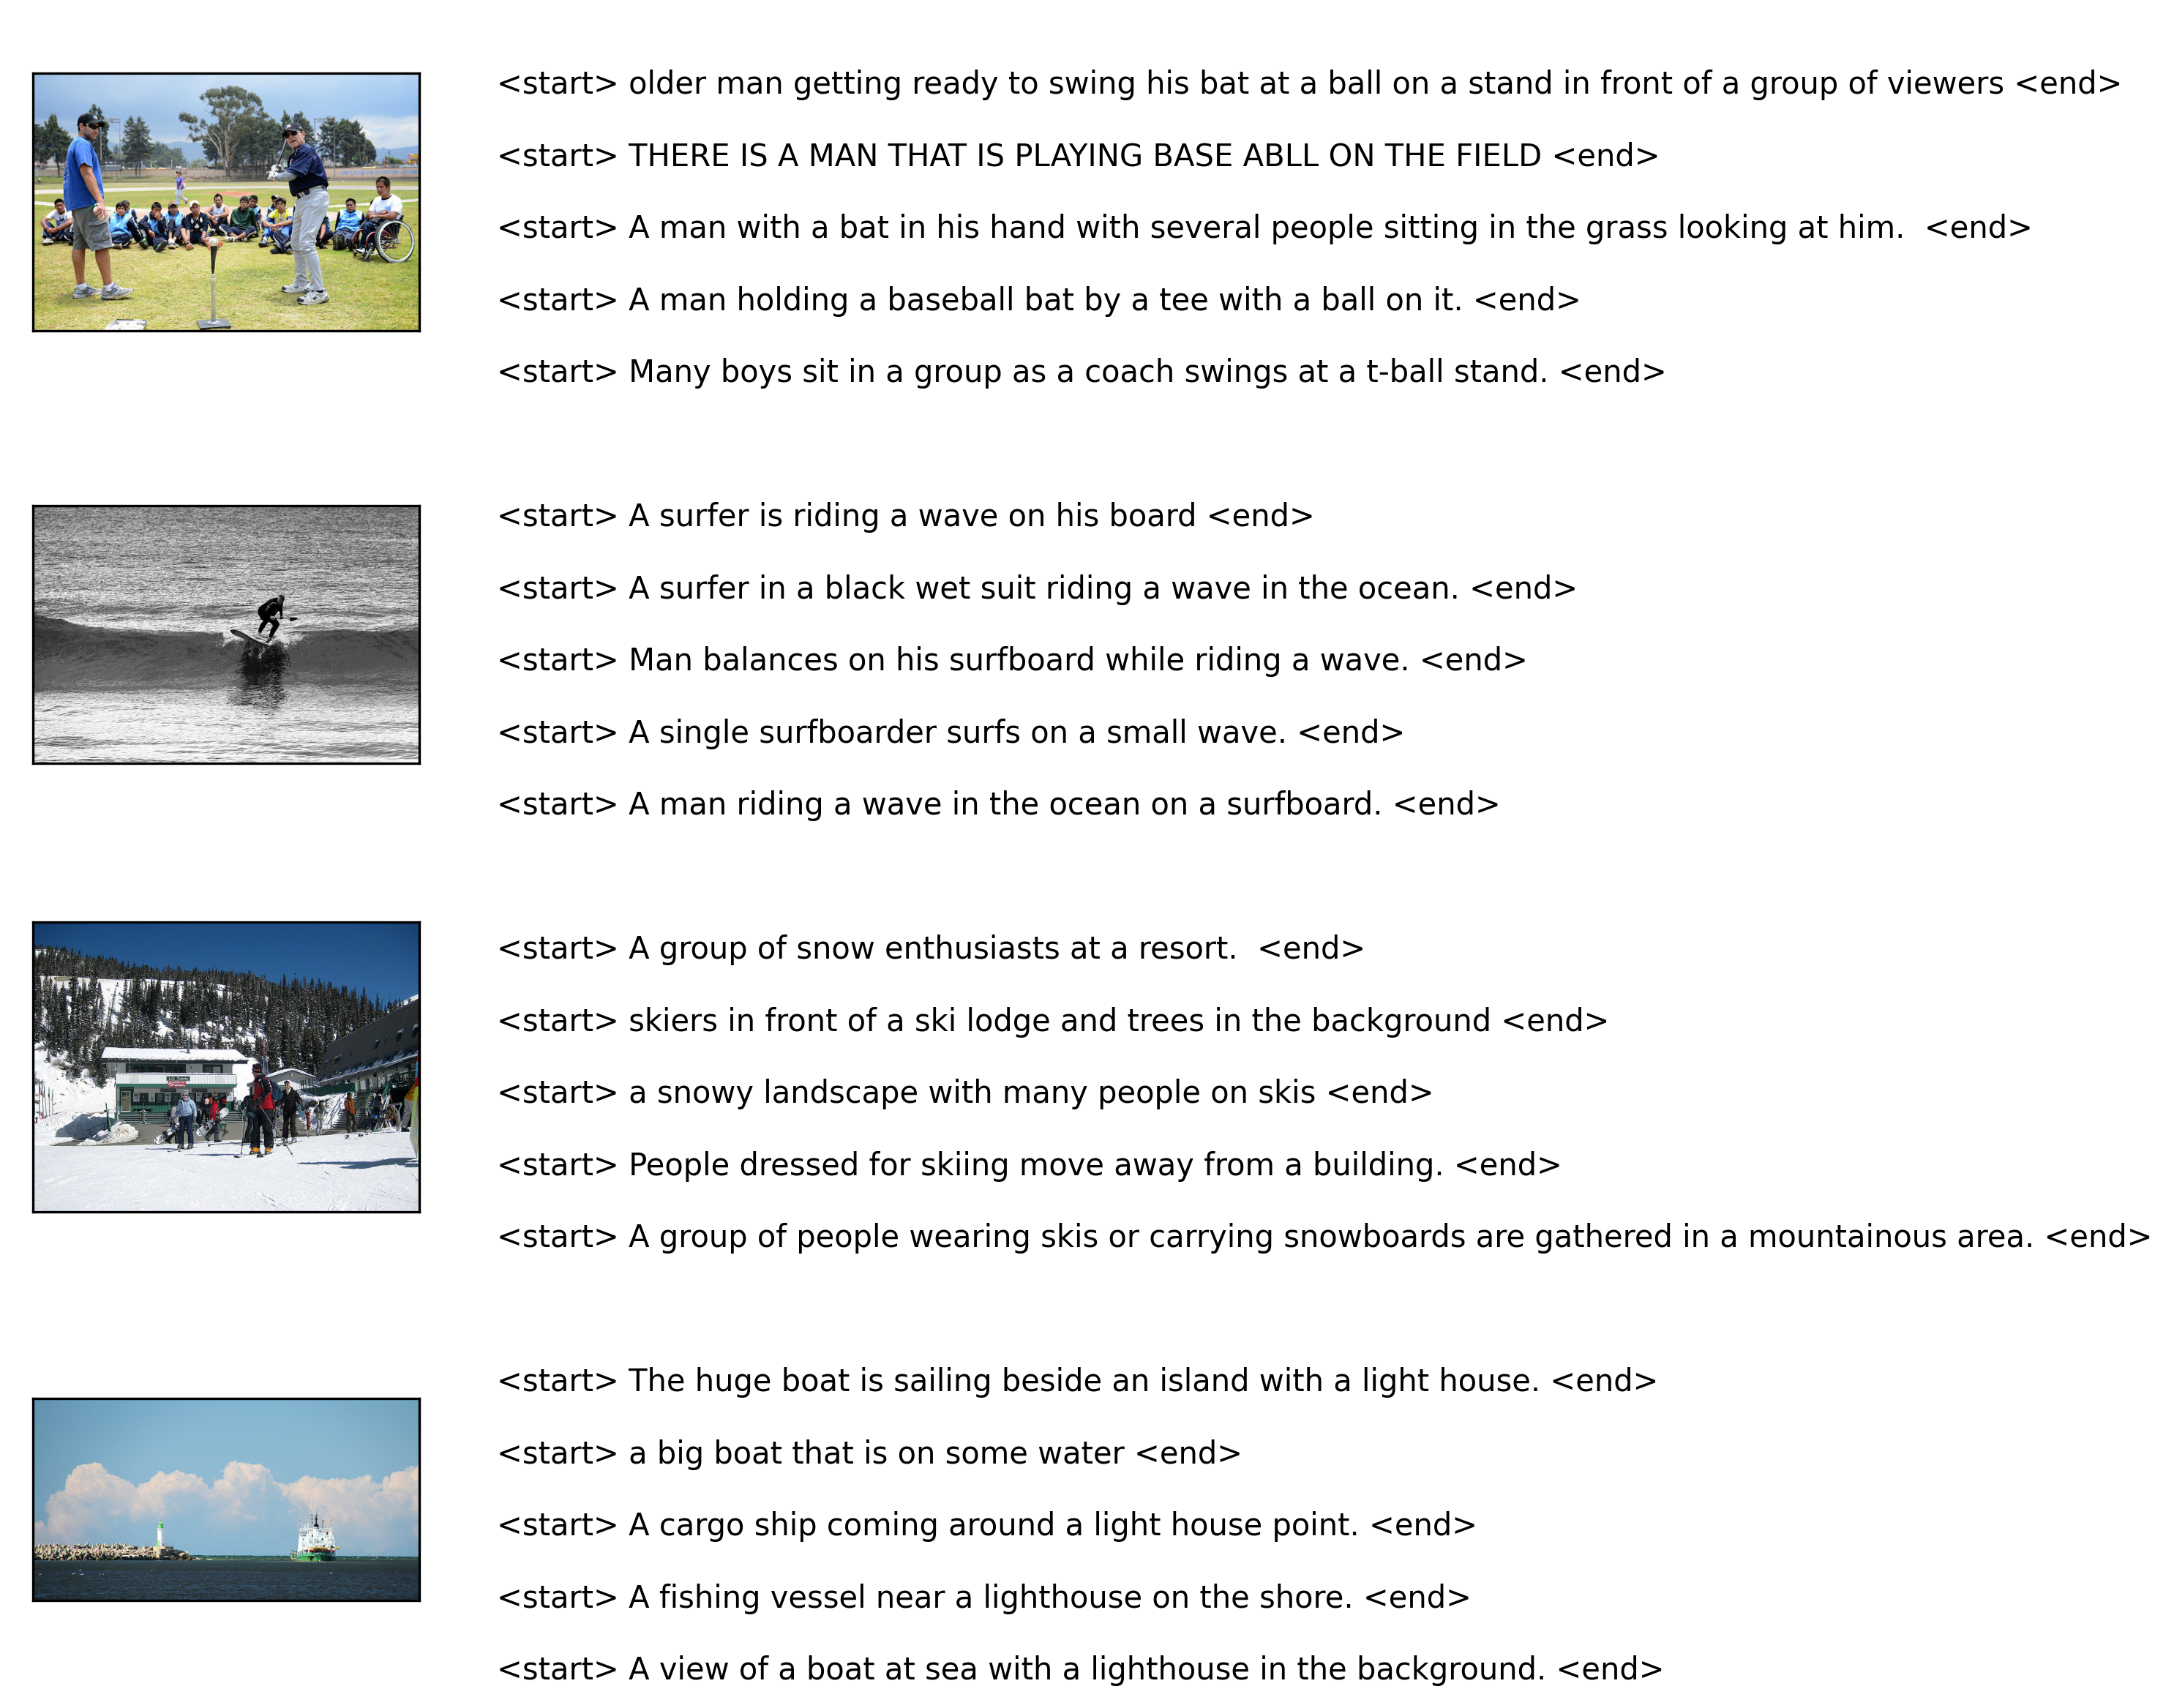 <start> older man getting ready to swing his bat at a ball on a stand in front of a group of viewers <end>
<start> THERE IS A MAN THAT IS PLAYING BASE ABLL ON THE FIELD <end>
<start> A man with a bat in his hand with several people sitting in the grass looking at him.  <end>
<start> A man holding a baseball bat by a tee with a ball on it. <end>
<start> Many boys sit in a group as a coach swings at a t-ball stand. <end>
<start> A surfer is riding a wave on his board <end>
<start> A surfer in a black wet suit riding a wave in the ocean. <end>
<start> Man balances on his surfboard while riding a wave. <end>
<start> A single surfboarder surfs on a small wave. <end>
<start> A man riding a wave in the ocean on a surfboard. <end>
<start> A group of snow enthusiasts at a resort.  <end>
<start> skiers in front of a ski lodge and trees in the background <end>
<start> a snowy landscape with many people on skis <end>
<start> People dressed for skiing move away from a building. <end>
<start> A group of people wearing skis or carrying snowboards are gathered in a mountainous area. <end>
<start> The huge boat is sailing beside an island with a light house. <end>
<start> a big boat that is on some water <end>
<start> A cargo ship coming around a light house point. <end>
<start> A fishing vessel near a lighthouse on the shore. <end>
<start> A view of a boat at sea with a lighthouse in the background. <end>